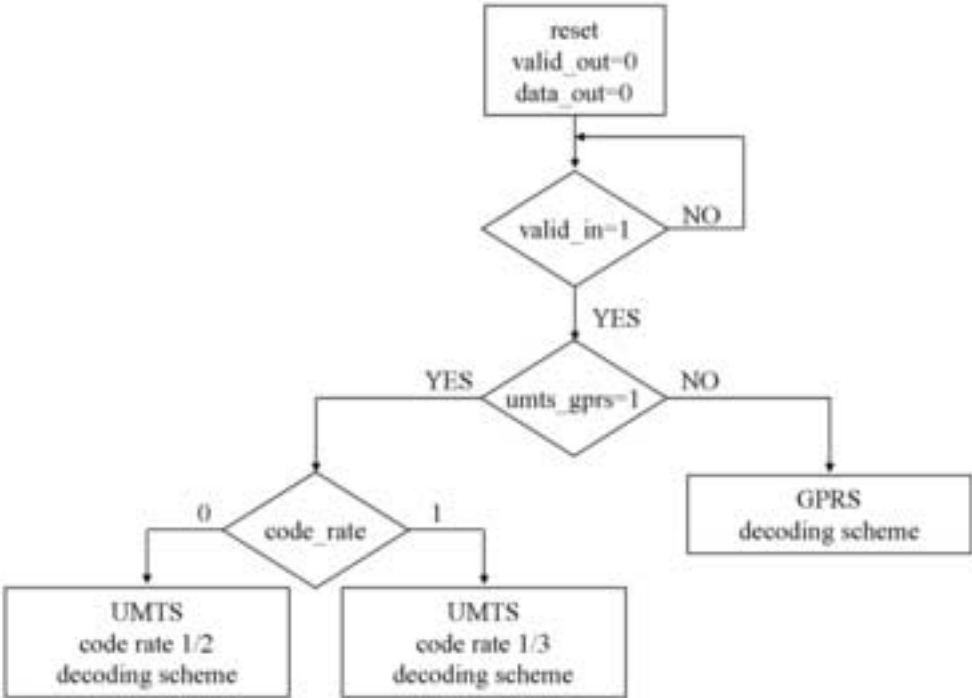 reset
valid_out=0
data_out=0
valid_in=1
NO
YES
YES
umts_gprs=1
NO
0
code_rate
1
GPRS
decoding scheme
UMTS
code rate 1/2
decoding scheme
UMTS
code rate 1/3
decoding scheme